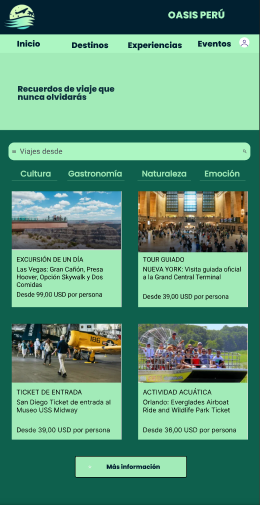 OASIS PERÚ
Inicio
Destinos
Experiencias
Eventos
Recuerdos de viaje que
nunca olvidarás
Viajes desde
Cultura
Gastronomía
Naturaleza
Emoción
EXCURSIÓN DE UN DÍA
Las Vegas: Gran Cañón, Presa
Hoover, Opción Skywalk y Dos
Comidas
Desde 99,00 USD por persona
TOUR GUIADO
NUEVA YORK: Visita guiada oficial
a la Grand Central Terminal
Desde 39,00 USD por persona
TICKET DE ENTRADA
San Diego Ticket de entrada al
Museo USS Midway
Desde 39,00 USD por persona
ACTIVIDAD ACUÁTICA
Orlando: Everglades Airboat
Ride and Wildlife Park Ticket
Desde 36,00 USD por persona
Más información